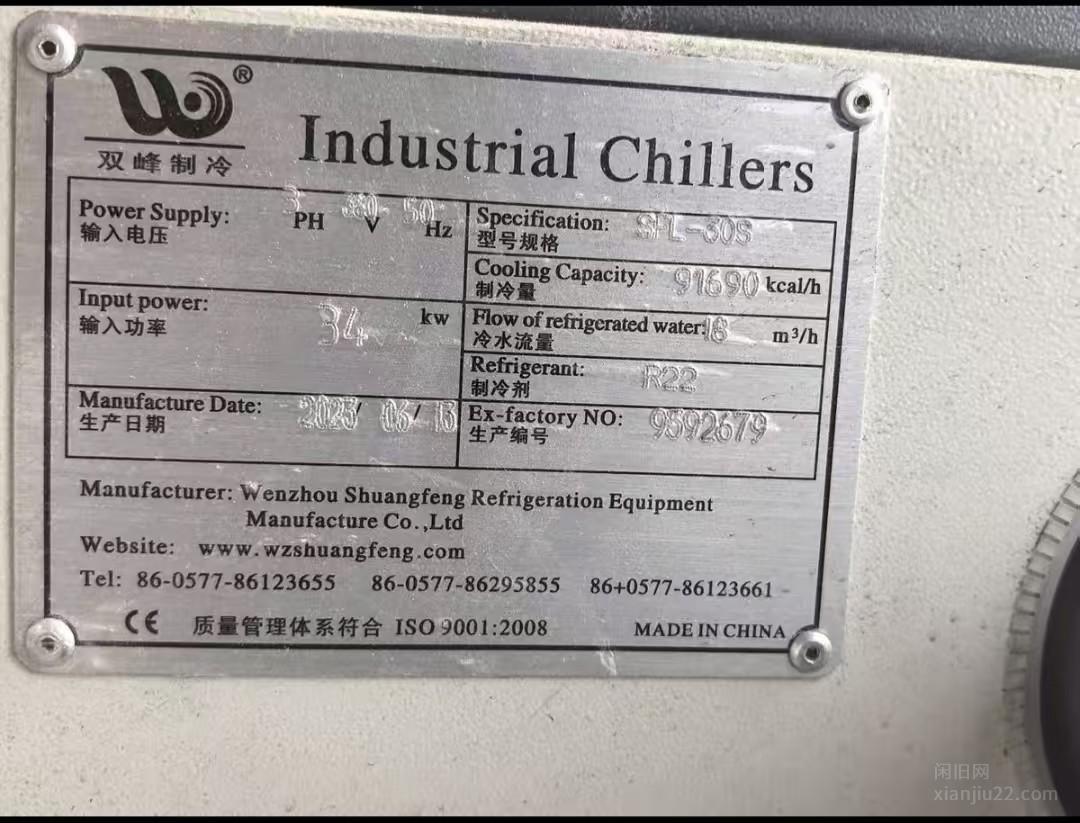 ®
双峰制冷
Industrial Chillers
Power Supply: 3 PH 380 V 50 Hz
输入电压
Input power: 34 kw
输入功率
Manufacture Date: 2023/ 06/ 13
生产日期
Specification: SFL-30S
型号规格
Cooling Capacity: 91690 kcal/h
制冷量
Flow of refrigerated water: 18 m³/h
冷水流量
Refrigerant: R22
制冷剂
Ex-factory NO: 9592679
生产编号
Manufacturer: Wenzhou Shuangfeng Refrigeration Equipment
Manufacture Co.,Ltd
Website: www.wzshuangfeng.com
Tel: 86-0577-86123655 86-0577-86295855 86+0577-86123661
CE 质量管理体系符合 ISO 9001:2008 MADE IN CHINA
闲旧网
xianjiu22.com